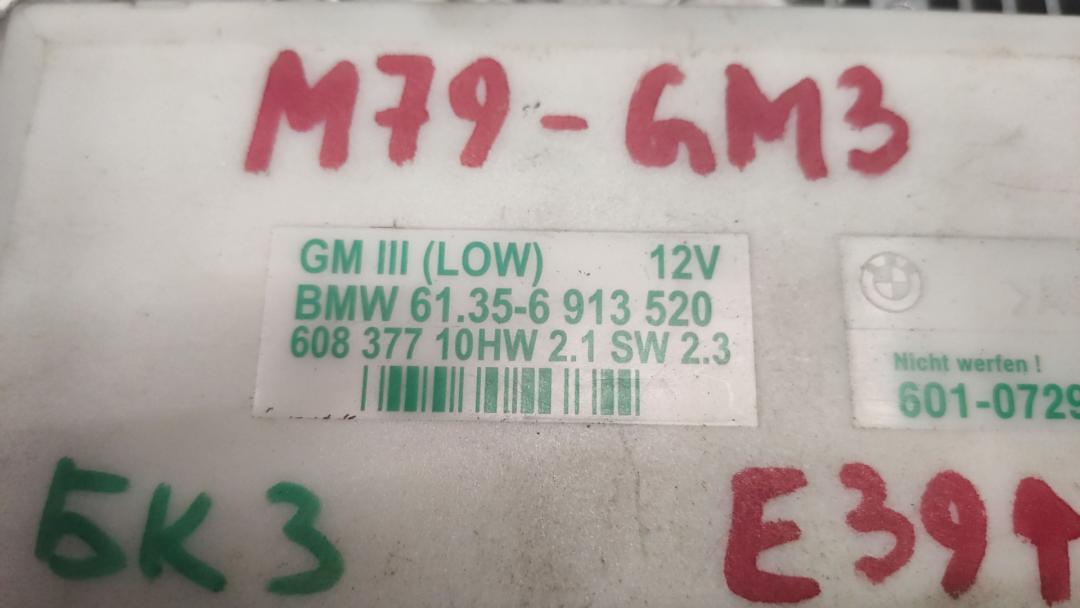 M79-GM3
GM III (LOW) 12V
BMW 61.35-6 913 520
608 377 10HW 2.1 SW 2.3
Nicht werfen !
601-0729
БК3
E39↑